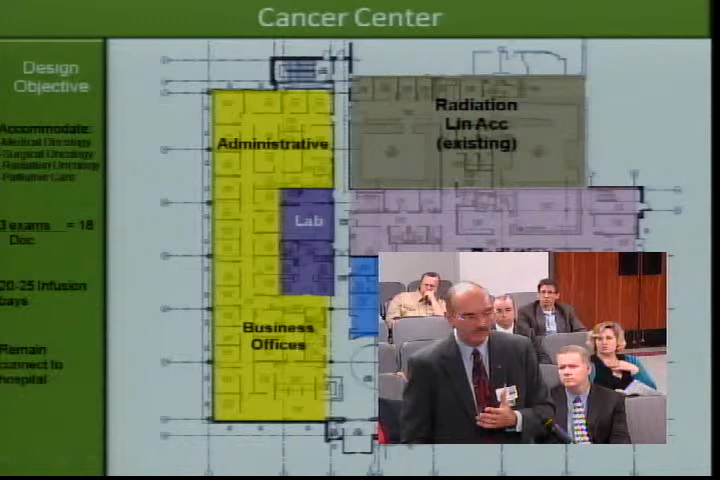 Cancer Center
Design
Objective
Accommodate:
-Medical Oncology
-Surgical Oncology
-Radiation Oncology
-Palliative Care
3 exams = 18
Doc
20-25 Infusion
bays
Remain
connect to
hospital
Administrative
Radiation
Lin Acc
(existing)
Lab
Business
Offices